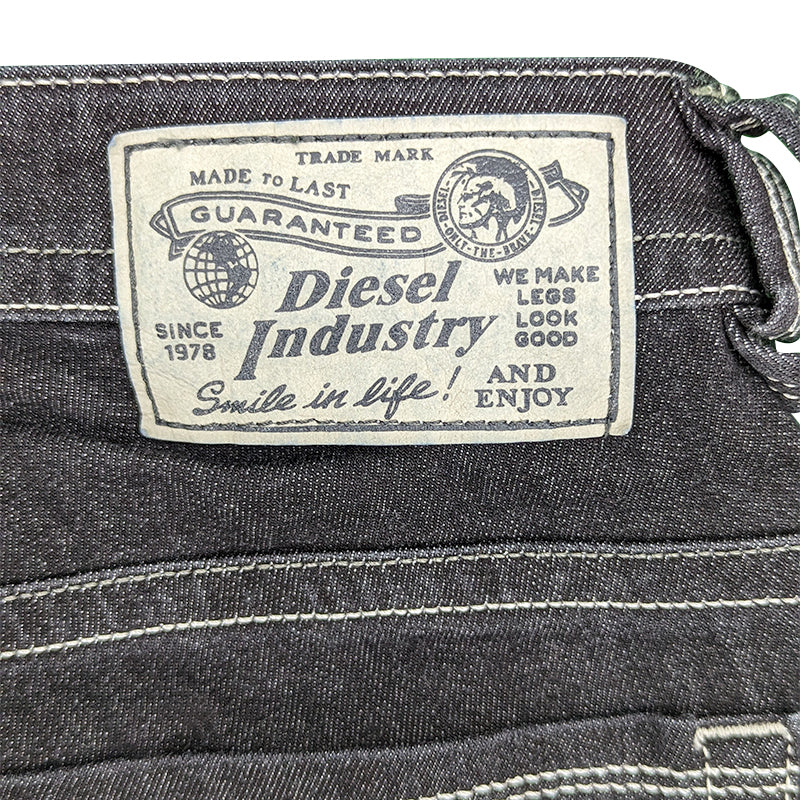 TRADE MARK
MADE TO LAST
GUARANTEED
DIESEL
ONLY-THE-BRAVE
DIESEL
Diesel
Industry
WE MAKE
LEGS
LOOK
GOOD
SINCE
1978
Smile in life!
AND
ENJOY